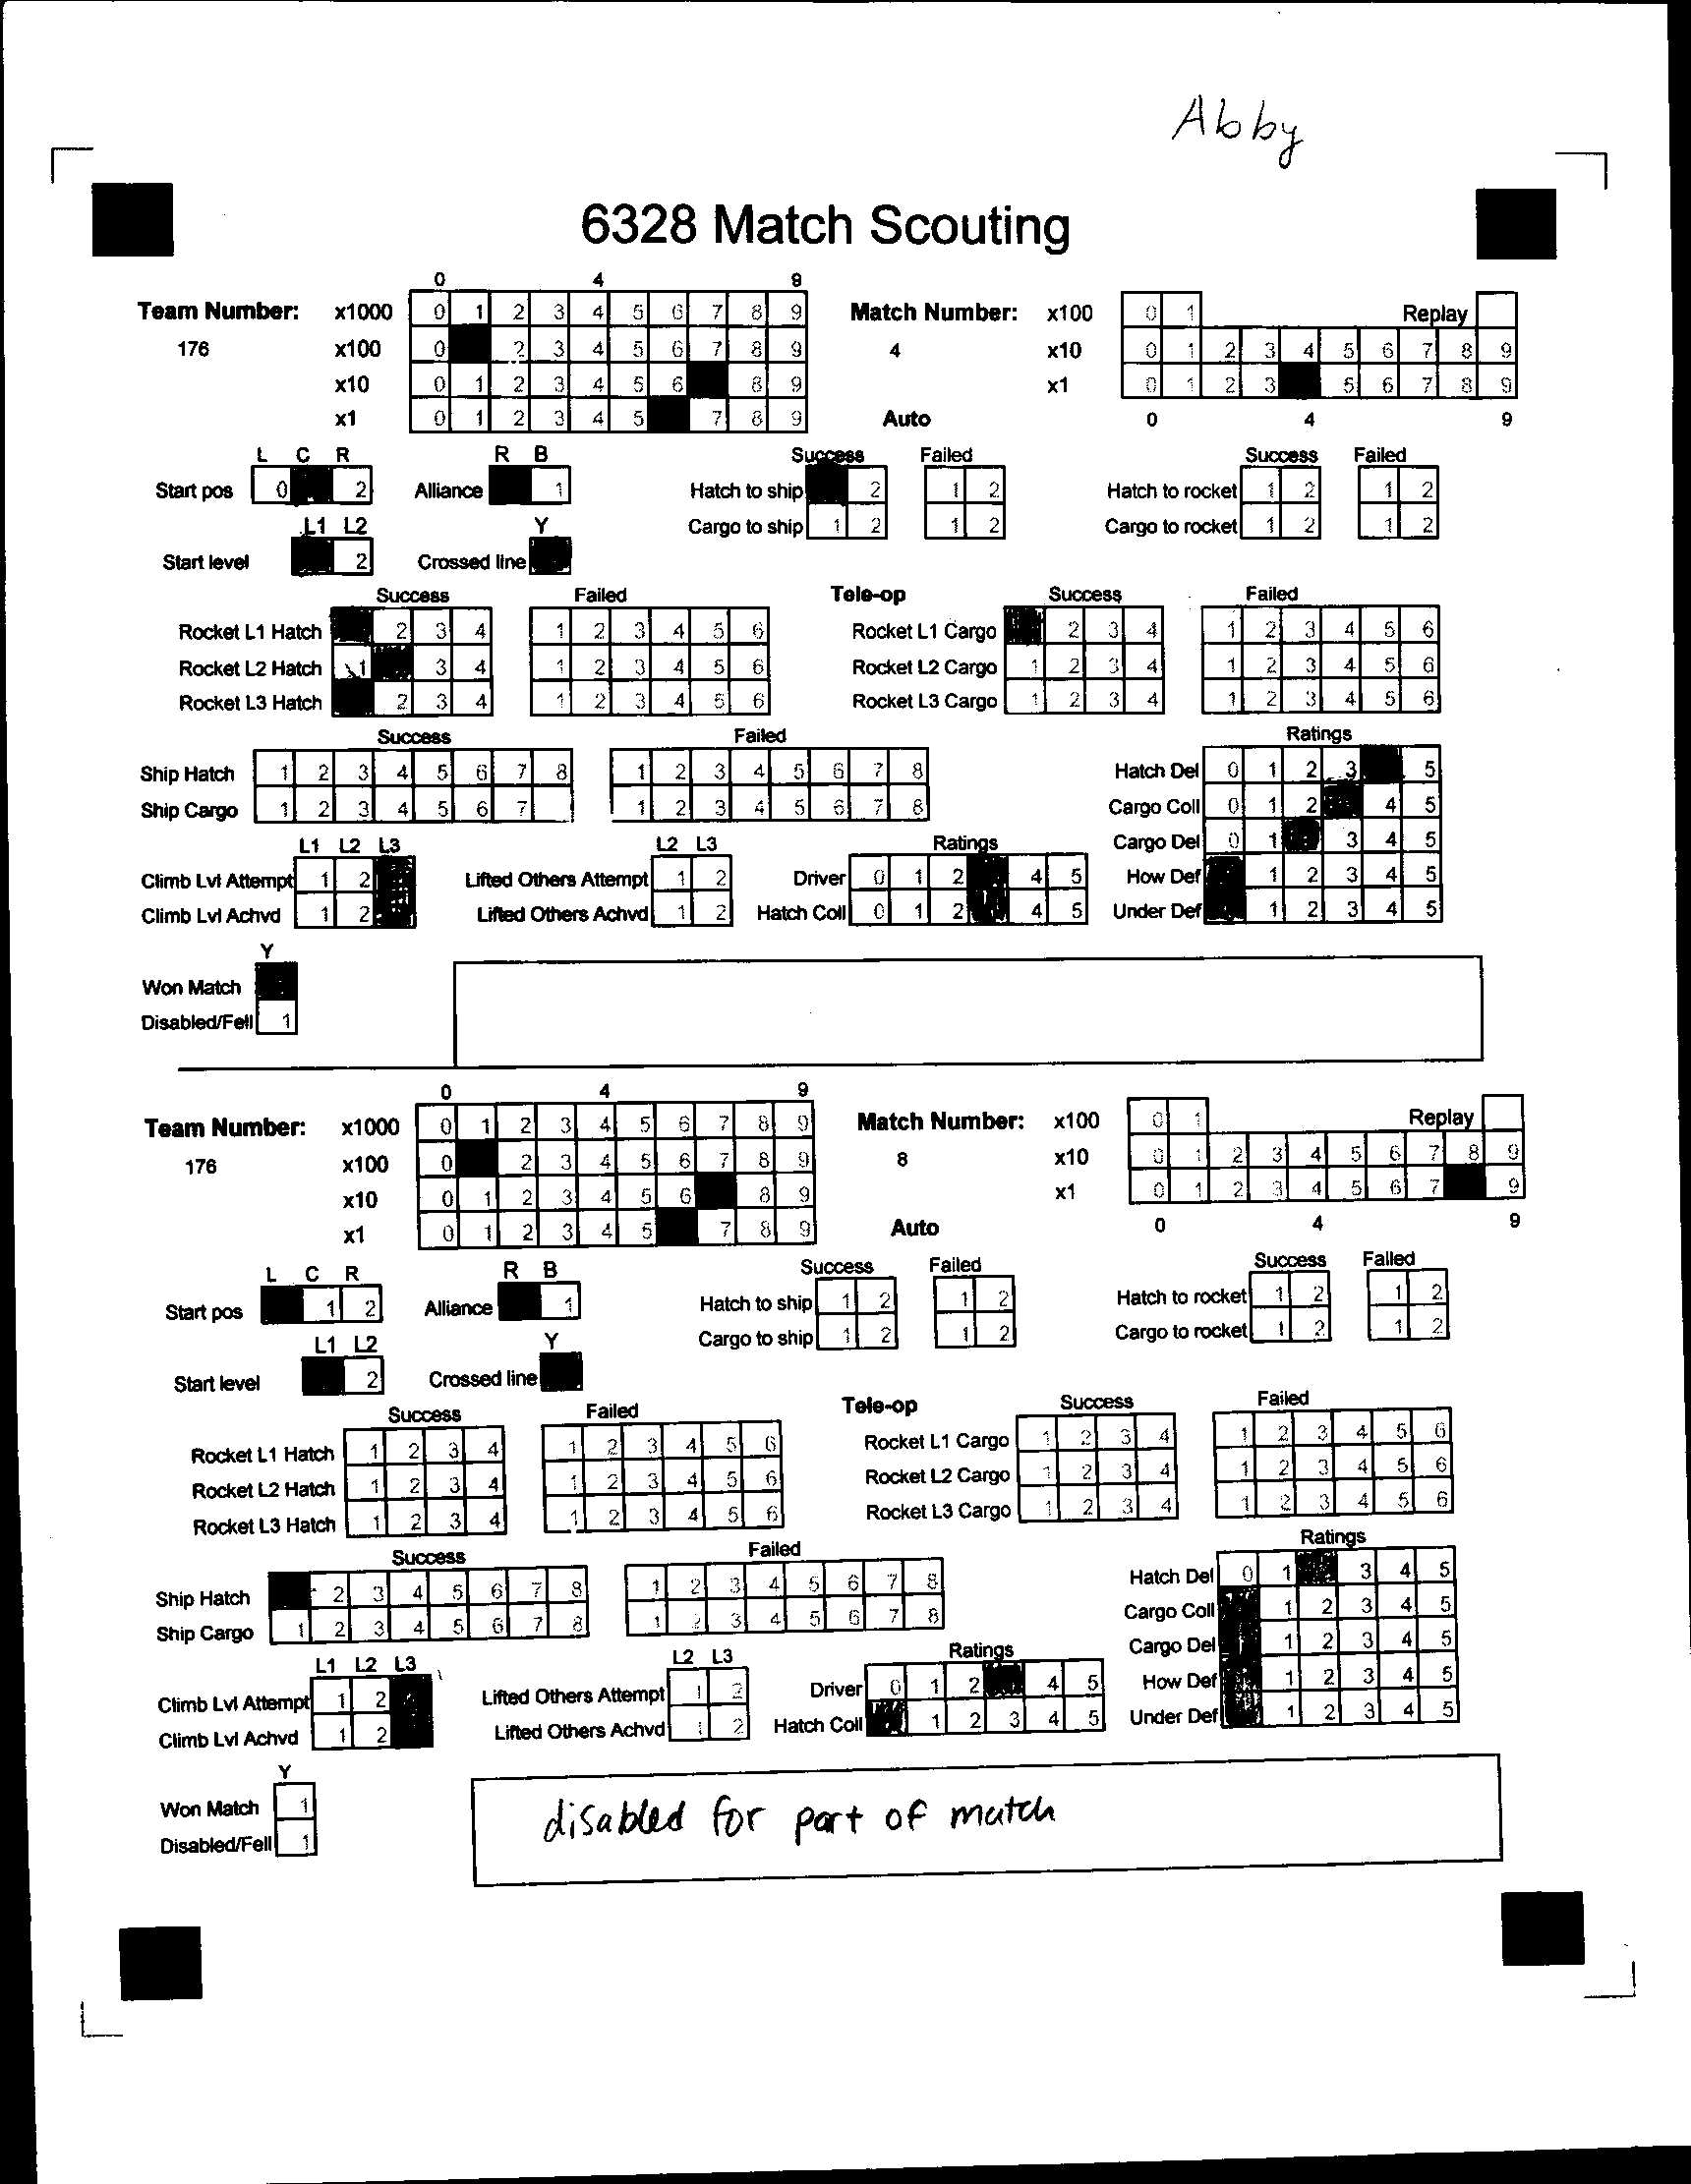 Abby
6328 Match Scouting
0 4 9
Team Number: x1000 0 1 2 3 4 5 6 7 8 9 Match Number: x100 0 1 Replay
176 x100 0 2 3 4 5 6 7 8 9 4 x10 0 1 2 3 4 5 6 7 8 9
x10 0 1 2 3 4 5 6 8 9 x1 0 1 2 3 5 6 7 8 9
x1 0 1 2 3 4 5 7 8 9 Auto 0 4 9
L C R R B Success Failed Success Failed
Start pos 0 2 Alliance 1 Hatch to ship 2 1 2 Hatch to rocket 1 2 1 2
L1 L2 Y Cargo to ship 1 2 1 2 Cargo to rocket 1 2 1 2
Start level 2 Crossed line
Success Failed Tele-op Success Failed
Rocket L1 Hatch 2 3 4 1 2 3 4 5 6 Rocket L1 Cargo 2 3 4 1 2 3 4 5 6
Rocket L2 Hatch 1 3 4 1 2 3 4 5 6 Rocket L2 Cargo 1 2 3 4 1 2 3 4 5 6
Rocket L3 Hatch 2 3 4 1 2 3 4 5 6 Rocket L3 Cargo 1 2 3 4 1 2 3 4 5 6
Success Failed Ratings
Ship Hatch 1 2 3 4 5 6 7 8 1 2 3 4 5 6 7 8 Hatch Del 0 1 2 3 5
Ship Cargo 1 2 3 4 5 6 7 1 2 3 4 5 6 7 8 Cargo Coll 0 1 2 4 5
L1 L2 L3 L2 L3 Ratings Cargo Del 0 1 3 4 5
Climb Lvl Attempt 1 2 Lifted Others Attempt 1 2 Driver 0 1 2 4 5 How Def 1 2 3 4 5
Climb Lvl Achvd 1 2 Lifted Others Achvd 1 2 Hatch Coll 0 1 2 4 5 Under Def 1 2 3 4 5
Y
Won Match
Disabled/Fell 1
0 4 9
Team Number: x1000 0 1 2 3 4 5 6 7 8 9 Match Number: x100 0 1 Replay
176 x100 0 2 3 4 5 6 7 8 9 8 x10 0 1 2 3 4 5 6 7 8 9
x10 0 1 2 3 4 5 6 8 9 x1 0 1 2 3 4 5 6 7 9
x1 0 1 2 3 4 5 7 8 9 Auto 0 4 9
L C R R B Success Failed Success Failed
Start pos 1 2 Alliance 1 Hatch to ship 1 2 1 2 Hatch to rocket 1 2 1 2
L1 L2 Y Cargo to ship 1 2 1 2 Cargo to rocket 1 2 1 2
Start level 2 Crossed line
Success Failed Tele-op Success Failed
Rocket L1 Hatch 1 2 3 4 1 2 3 4 5 6 Rocket L1 Cargo 1 2 3 4 1 2 3 4 5 6
Rocket L2 Hatch 1 2 3 4 1 2 3 4 5 6 Rocket L2 Cargo 1 2 3 4 1 2 3 4 5 6
Rocket L3 Hatch 1 2 3 4 1 2 3 4 5 6 Rocket L3 Cargo 1 2 3 4 1 2 3 4 5 6
Success Failed Ratings
Ship Hatch 2 3 4 5 6 7 8 1 2 3 4 5 6 7 8 Hatch Del 0 1 3 4 5
Ship Cargo 1 2 3 4 5 6 7 8 1 2 3 4 5 6 7 8 Cargo Coll 1 2 3 4 5
L1 L2 L3 L2 L3 Ratings Cargo Del 1 2 3 4 5
Climb Lvl Attempt 1 2 Lifted Others Attempt 1 2 Driver 0 1 2 4 5 How Def 1 2 3 4 5
Climb Lvl Achvd 1 2 Lifted Others Achvd 1 2 Hatch Coll 1 2 3 4 5 Under Def 1 2 3 4 5
Y
Won Match 1
Disabled/Fell 1
disabled for part of match